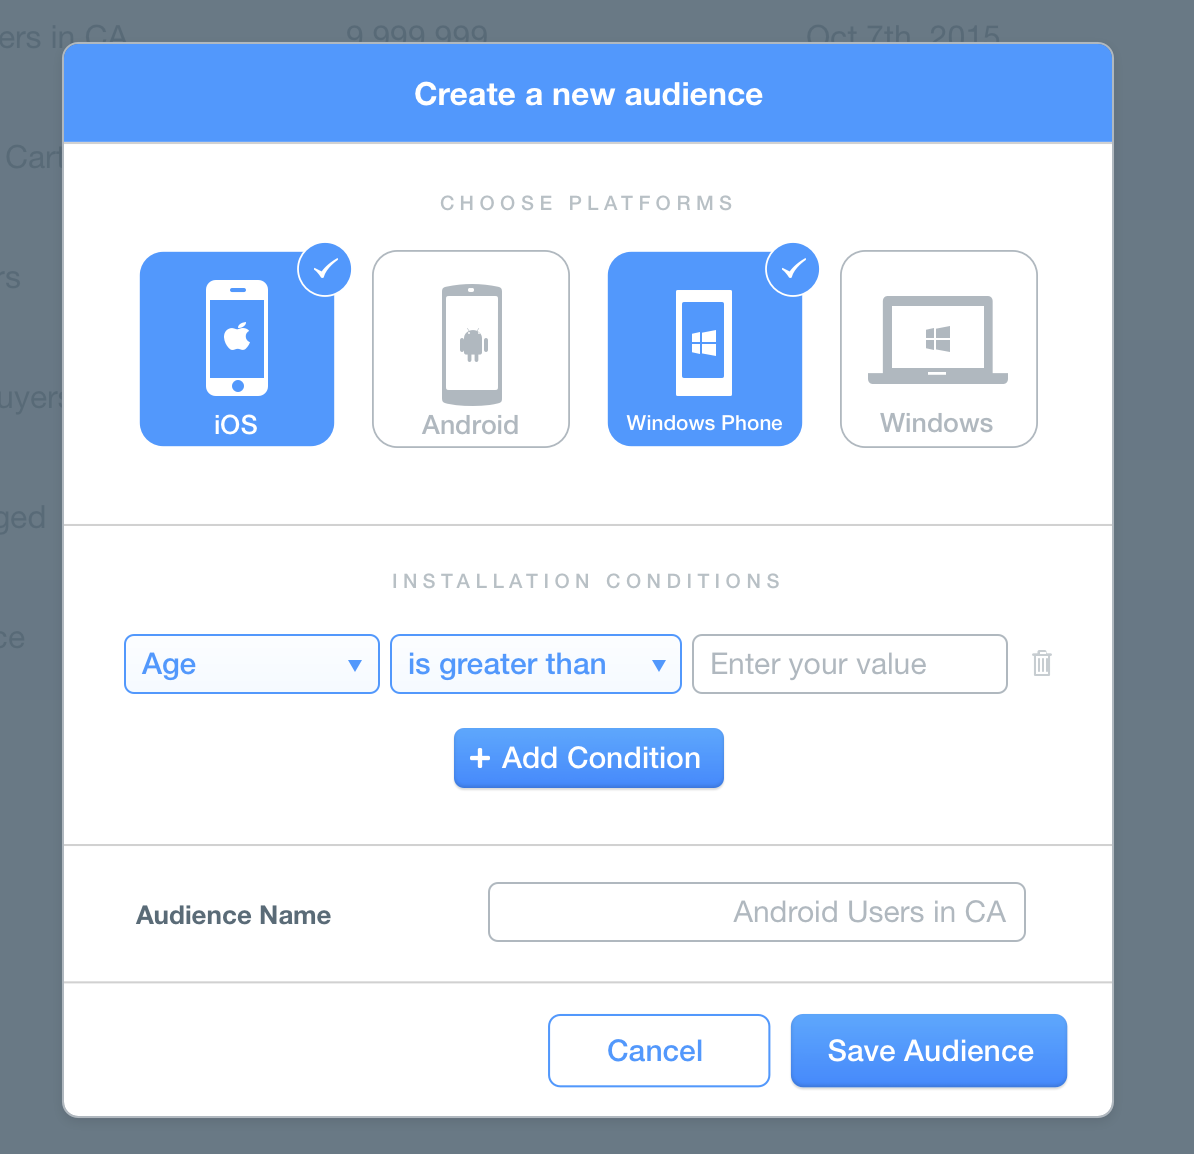 ers in CA 9,999,999 Oct 7th, 2015
Create a new audience
Cart
CHOOSE PLATFORMS
rs
iOS Android Windows Phone Windows
uyers
ged
INSTALLATION CONDITIONS
ce
Age is greater than Enter your value
+ Add Condition
Audience Name Android Users in CA
Cancel Save Audience